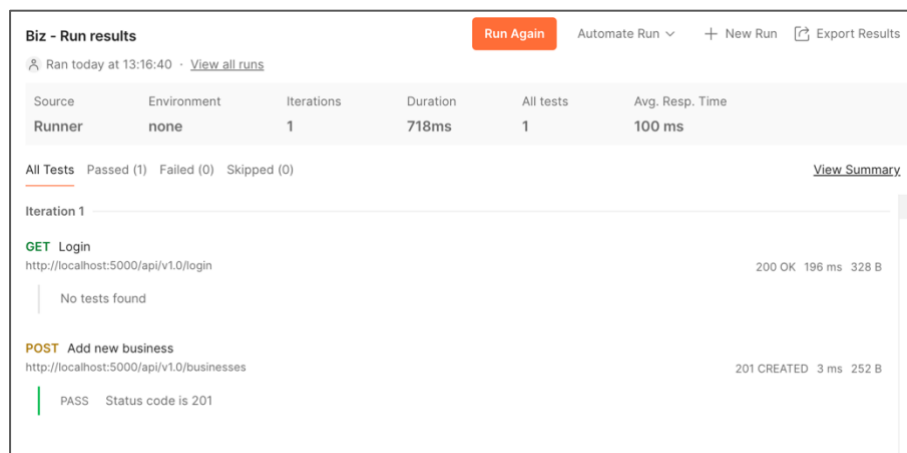 Biz - Run results
Run Again Automate Run + New Run Export Results
Ran today at 13:16:40 · View all runs
Source Environment Iterations Duration All tests Avg. Resp. Time
Runner none 1 718ms 1 100 ms
All Tests Passed (1) Failed (0) Skipped (0) View Summary
Iteration 1
GET Login
http://localhost:5000/api/v1.0/login 200 OK 196 ms 328 B
No tests found
POST Add new business
http://localhost:5000/api/v1.0/businesses 201 CREATED 3 ms 252 B
PASS Status code is 201